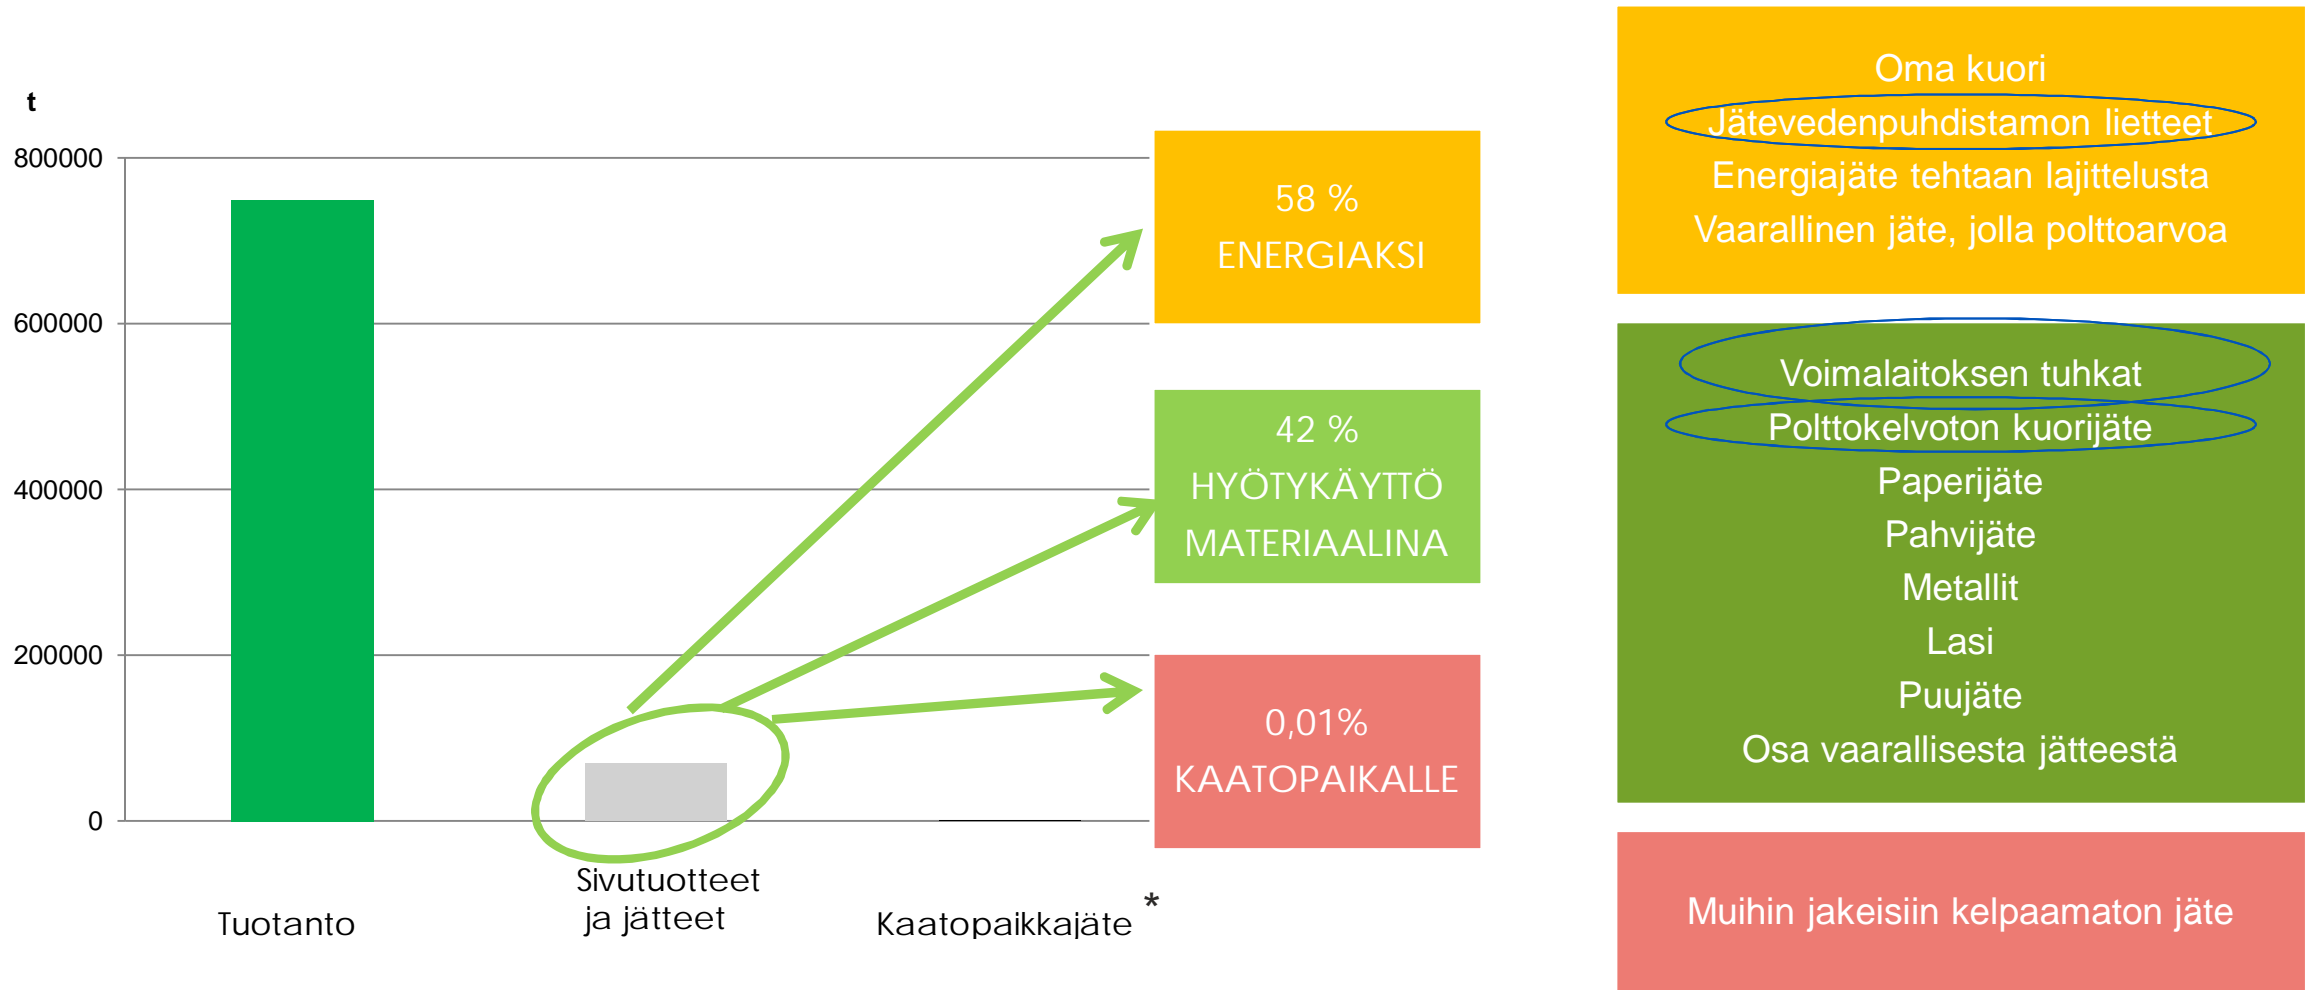 t
800000
600000
400000
200000
0
Tuotanto
Sivutuotteet
ja jätteet
Kaatopaikkajäte *
58 %
ENERGIAKSI
42 %
HYÖTYKÄYTTÖ
MATERIAALINA
0,01%
KAATOPAIKALLE
Oma kuori
Jätevedenpuhdistamon lietteet
Energiajäte tehtaan lajittelusta
Vaarallinen jäte, jolla polttoarvoa
Voimalaitoksen tuhkat
Polttokelvoton kuorijäte
Paperijäte
Pahvijäte
Metallit
Lasi
Puujäte
Osa vaarallisesta jätteestä
Muihin jakeisiin kelpaamaton jäte